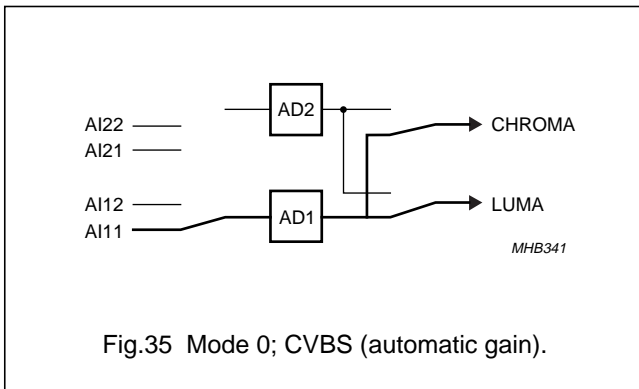 AD2
AI22
CHROMA
AI21
AI12
LUMA
AD1
AI11
MHB341
Fig.35 Mode 0; CVBS (automatic gain).